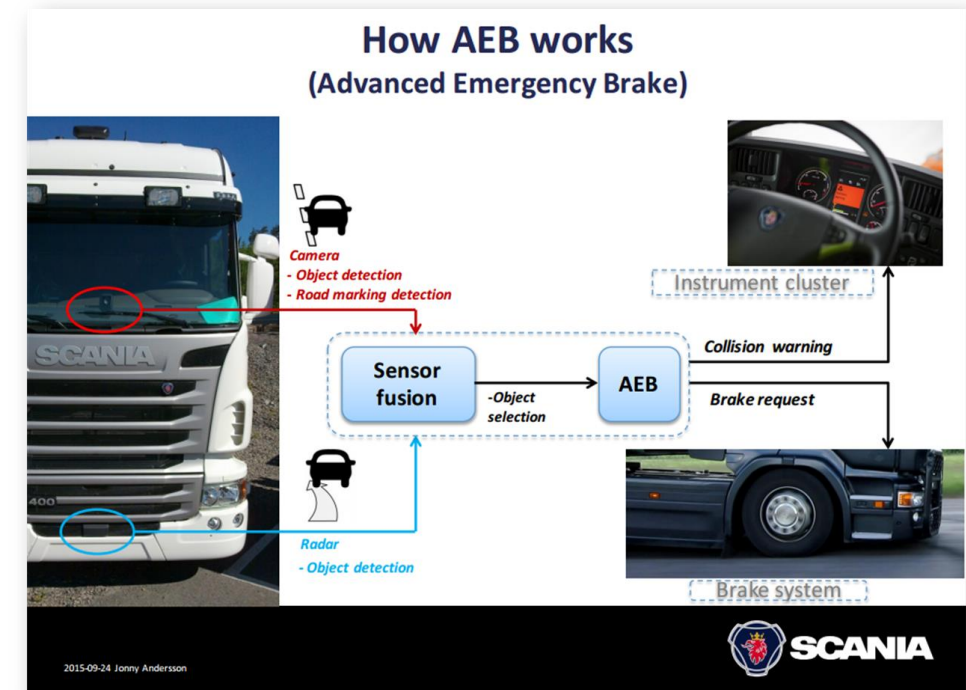 How AEB works
(Advanced Emergency Brake)
Camera
- Object detection
- Road marking detection
Instrument cluster
SCANIA
Sensor
fusion
-Object
selection
AEB
Collision warning
Brake request
400
Radar
- Object detection
Brake system
2015-09-24 Jonny Andersson
SCANIA